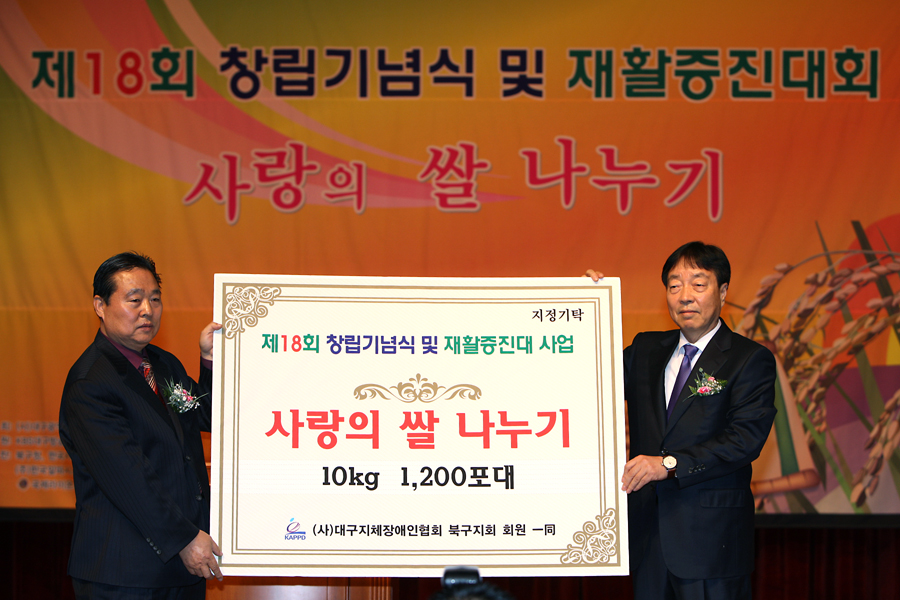 제18회 창립기념식 및 재활증진대회
사랑의 쌀 나누기
지정기탁
제18회 창립기념식 및 재활증진대 사업
사랑의 쌀 나누기
10kg 1,200포대
KAPPD (사)대구지체장애인협회 북구지회 회원 一同